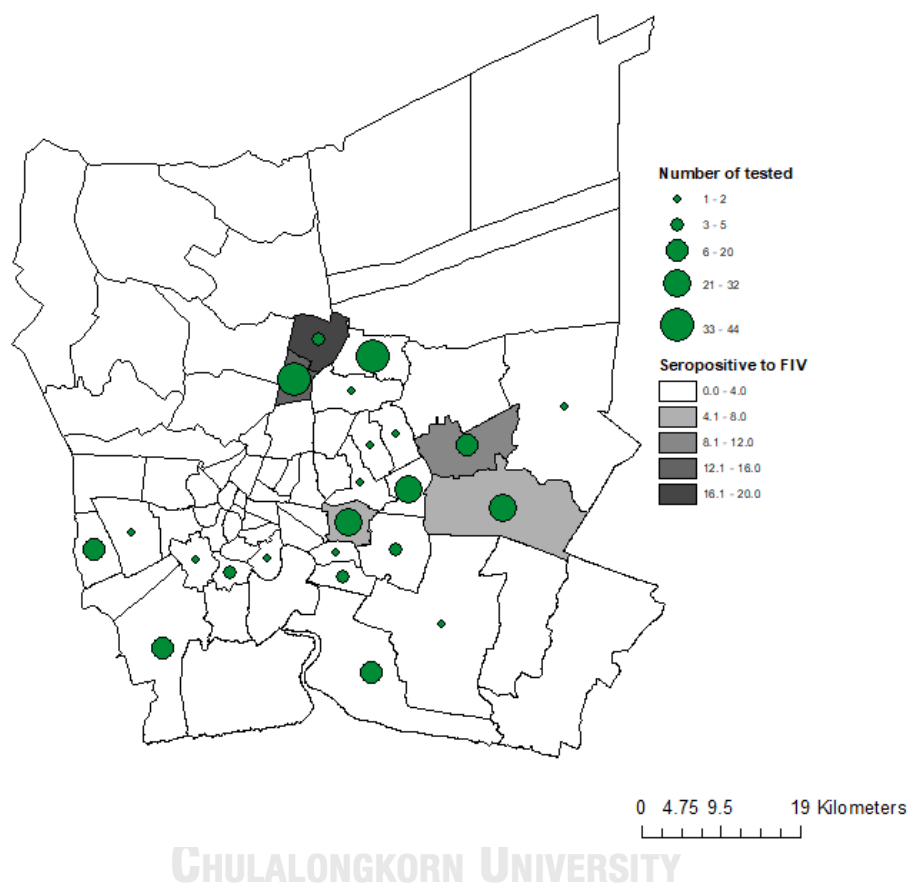 Number of tested
1 - 2
3 - 5
6 - 20
21 - 32
33 - 44
Seropositive to FIV
0.0 - 4.0
4.1 - 8.0
8.1 - 12.0
12.1 - 16.0
16.1 - 20.0
0 4.75 9.5 19 Kilometers
CHULALONGKORN UNIVERSITY